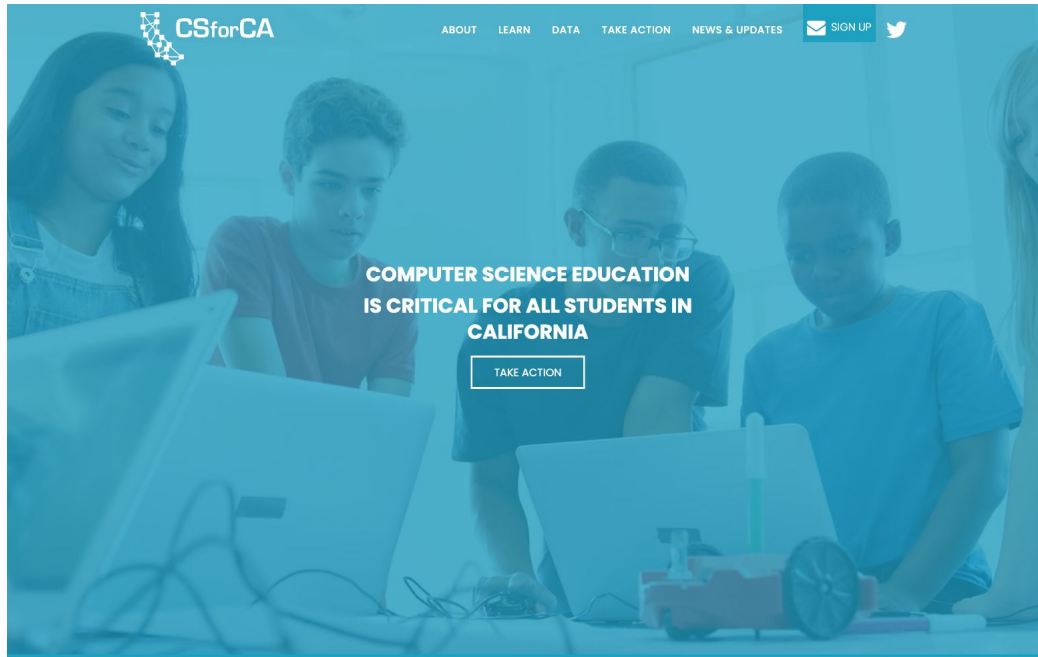 CSforCA
ABOUT LEARN DATA TAKE ACTION NEWS & UPDATES SIGN UP
COMPUTER SCIENCE EDUCATION
IS CRITICAL FOR ALL STUDENTS IN
CALIFORNIA
TAKE ACTION